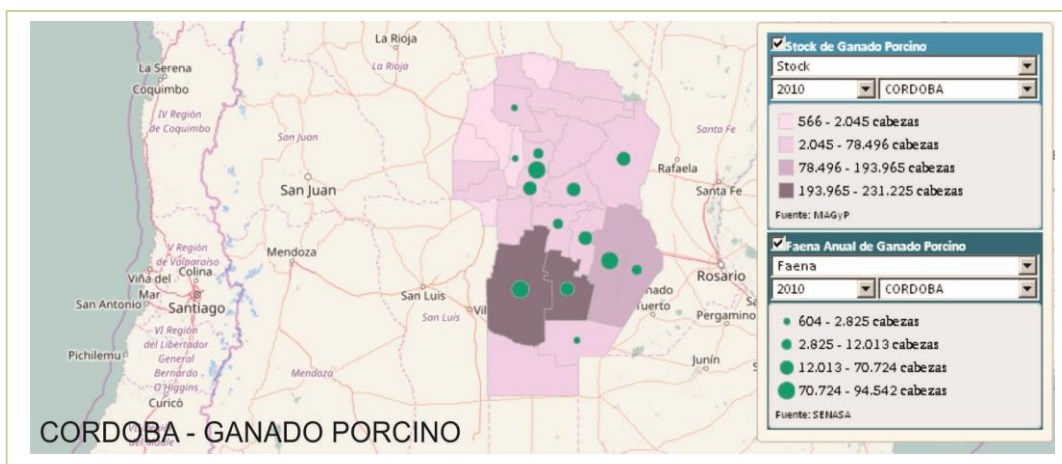 La Rioja
La Rioja
La Serena
Coquimbo
IV Región
de Coquimbo
San Juan
San Juan
Santa Fe
Rafaela
Santa Fe
Mendoza
V Región
de Valparaíso
Viña del
Mar
Colina
San Antonio
Santiago
San Luis
San Luis
Rosario
Pergamino
VI Región
del Libertador
General
Bernardo
O'Higgins
Pichilemu
Mendoza
Junín
Curicó
VII Región
del Maule
CORDOBA - GANADO PORCINO
Stock de Ganado Porcino
Stock
2010 CORDOBA
566 - 2.045 cabezas
2.045 - 78.496 cabezas
78.496 - 193.965 cabezas
193.965 - 231.225 cabezas
Fuente: MAGyP
Faena Anual de Ganado Porcino
Faena
2010 CORDOBA
604 - 2.825 cabezas
2.825 - 12.013 cabezas
12.013 - 70.724 cabezas
70.724 - 94.542 cabezas
Fuente: SENASA